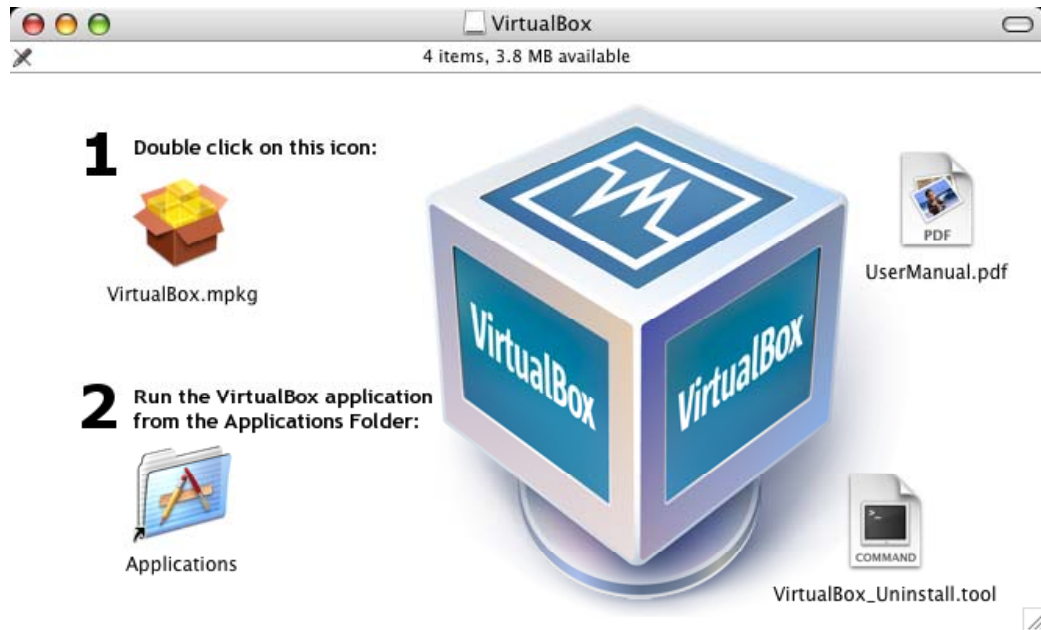 VirtualBox
4 items, 3.8 MB available
1 Double click on this icon:
VirtualBox.mpkg
PDF
UserManual.pdf
VirtualBox
VirtualBox
2 Run the VirtualBox application
from the Applications Folder:
Applications
>_
COMMAND
VirtualBox_Uninstall.tool